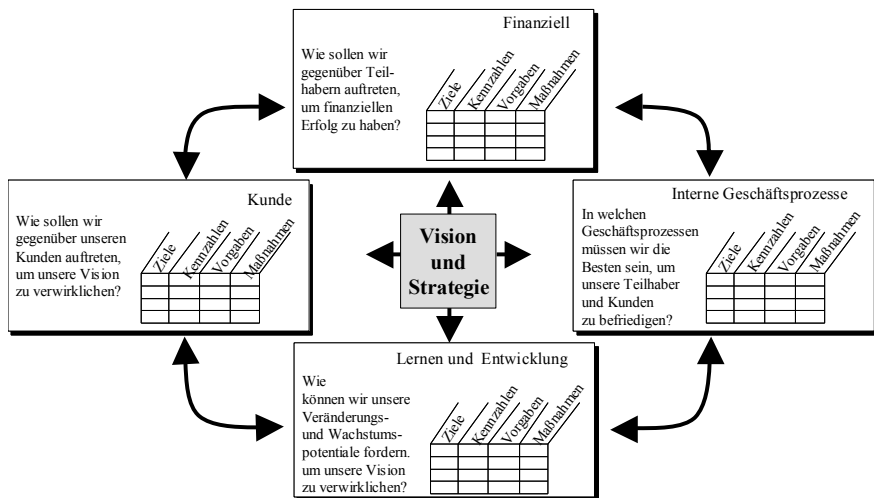 Finanziell
Wie sollen wir
gegenüber Teil-
habern auftreten,
um finanziellen
Erfolg zu haben?
Ziele
Kennzahlen
Vorgaben
Maßnahmen
Kunde
Wie sollen wir
gegenüber unseren
Kunden auftreten,
um unsere Vision
zu verwirklichen?
Ziele
Kennzahlen
Vorgaben
Maßnahmen
Vision
und
Strategie
Interne Geschäftsprozesse
In welchen
Geschäftsprozessen
müssen wir die
Besten sein, um
unsere Teilhaber
und Kunden
zu befriedigen?
Ziele
Kennzahlen
Vorgaben
Maßnahmen
Lernen und Entwicklung
Wie
können wir unsere
Veränderungs-
und Wachstums-
potentiale fordern.
um unsere Vision
zu verwirklichen?
Ziele
Kennzahlen
Vorgaben
Maßnahmen